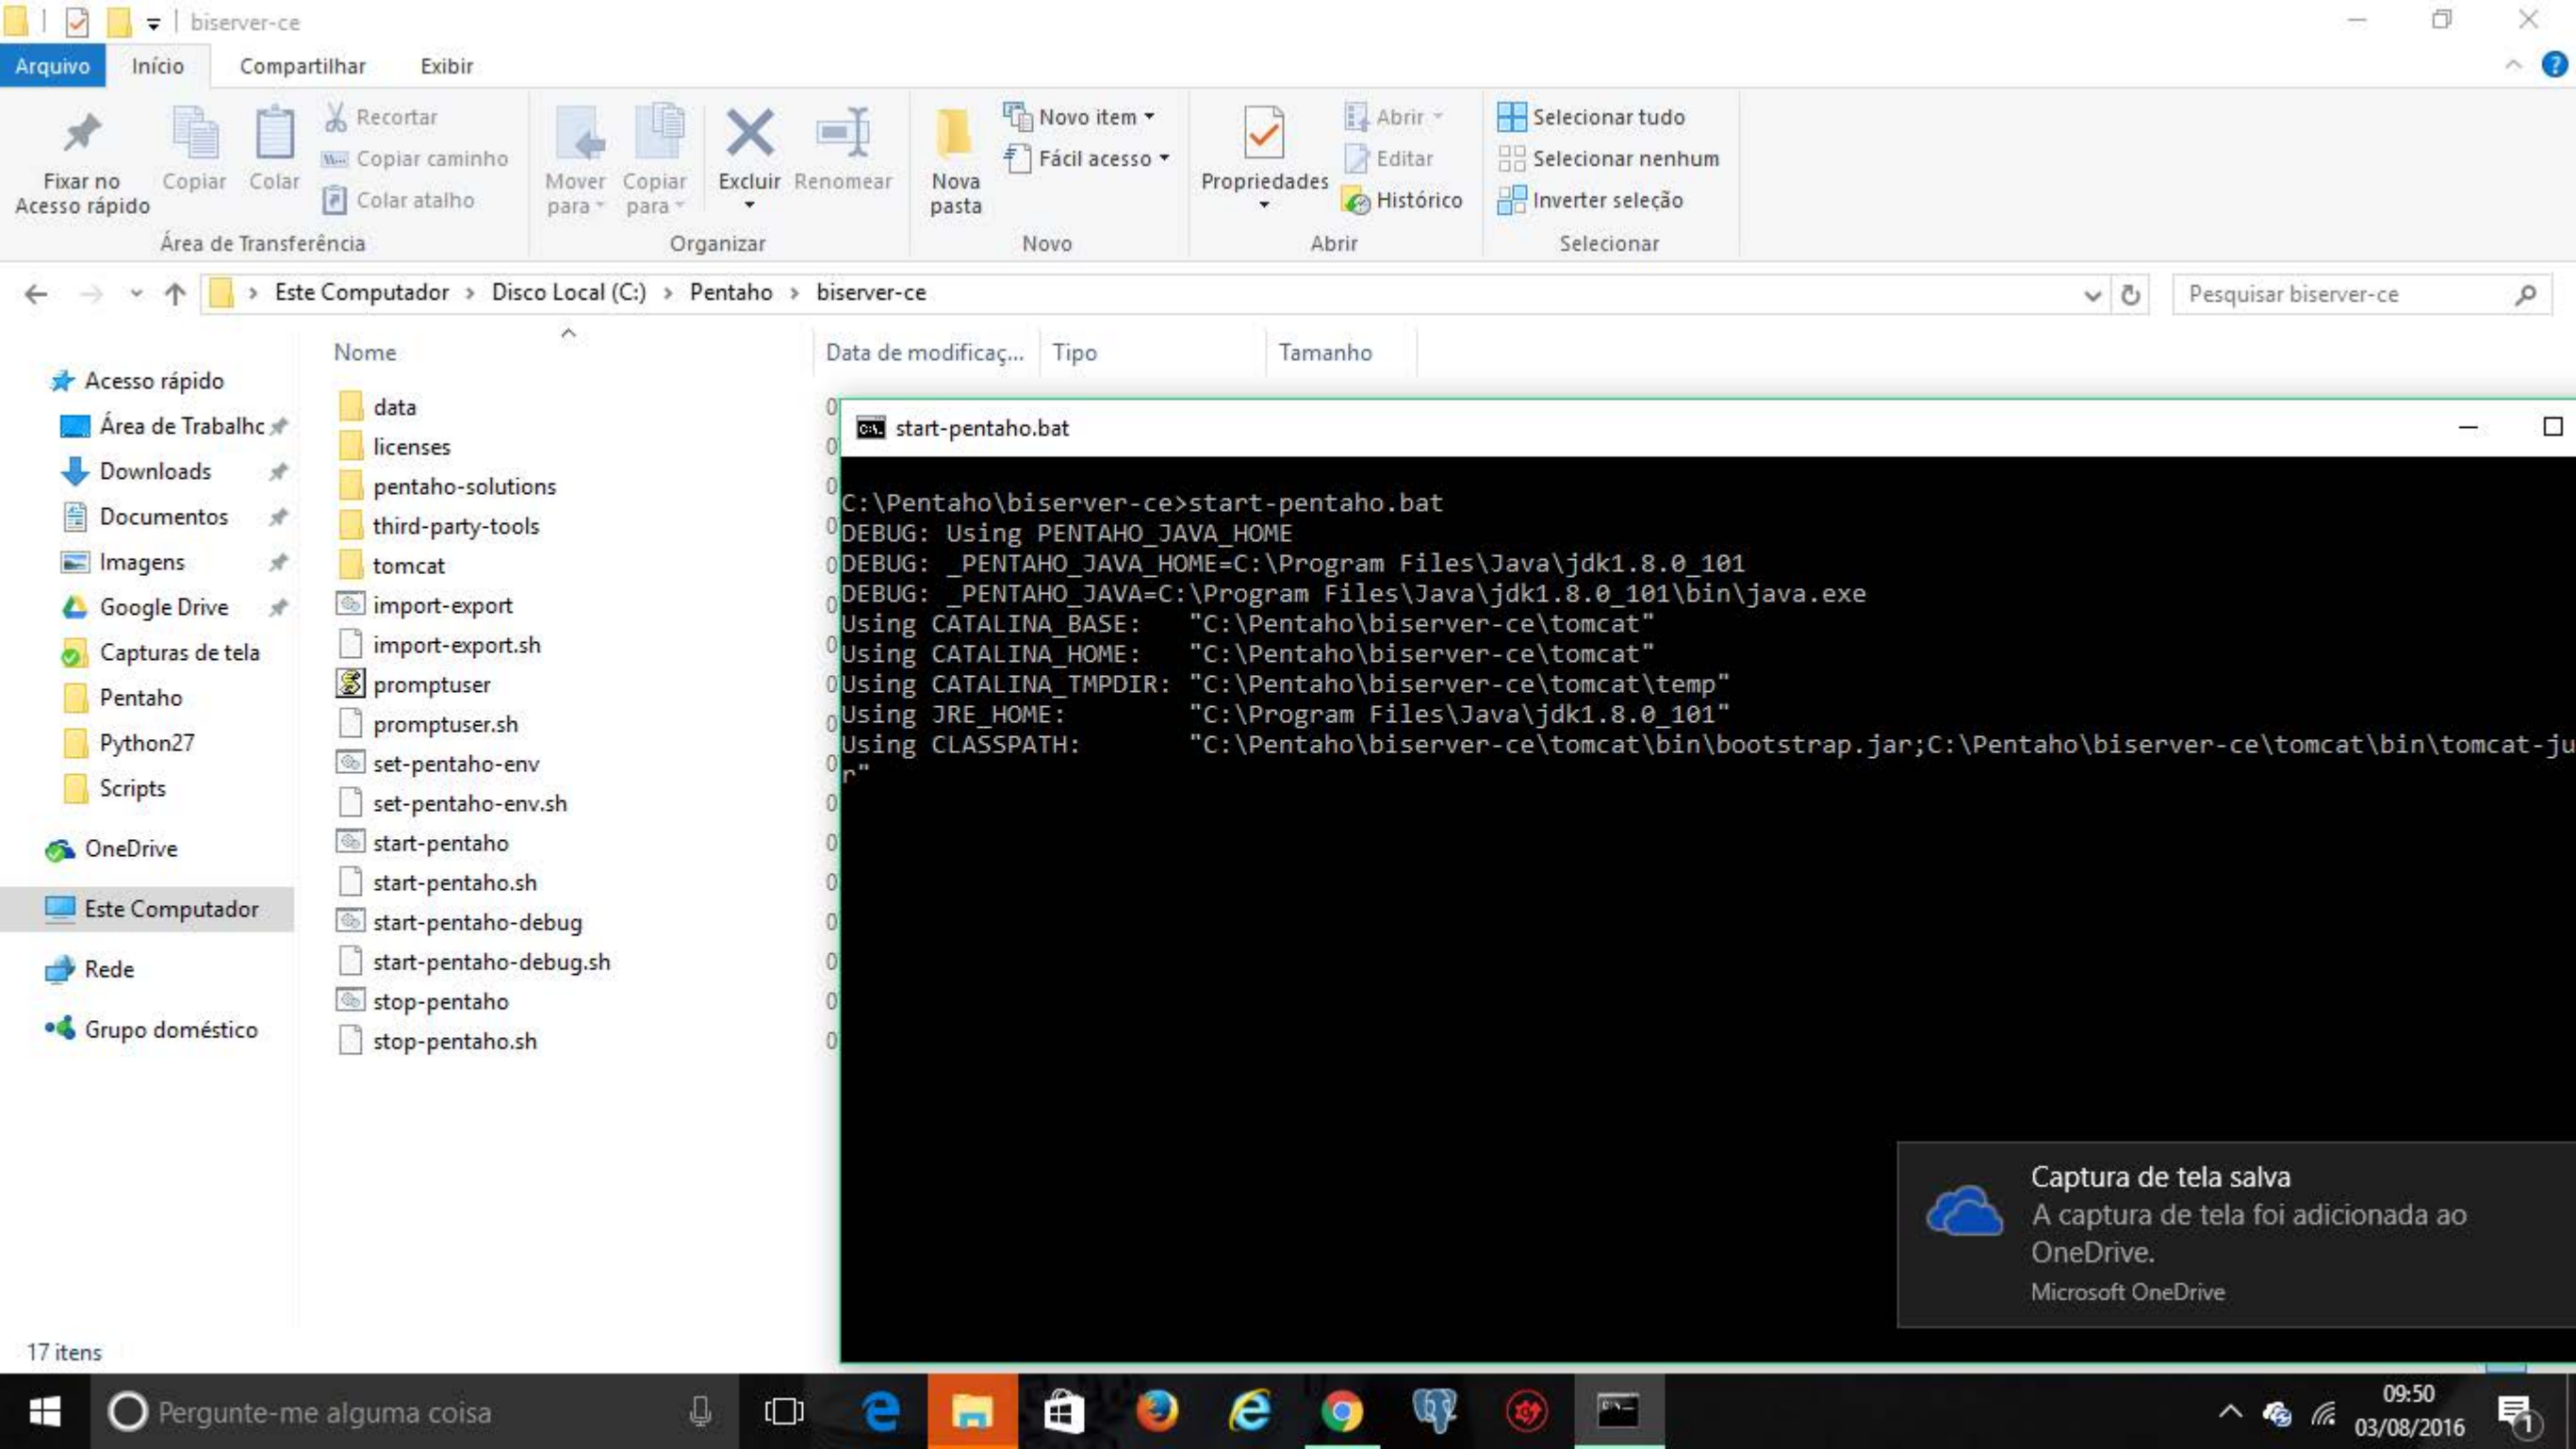 biserver-ce
Arquivo Início Compartilhar Exibir
Fixar no Acesso rápido
Copiar
Colar
Recortar
Copiar caminho
Colar atalho
Área de Transferência
Mover para
Copiar para
Excluir
Renomear
Organizar
Nova pasta
Novo item
Fácil acesso
Novo
Propriedades
Abrir
Editar
Histórico
Abrir
Selecionar tudo
Selecionar nenhum
Inverter seleção
Selecionar
Este Computador > Disco Local (C:) > Pentaho > biserver-ce
Pesquisar biserver-ce
Acesso rápido
Área de Trabalhc
Downloads
Documentos
Imagens
Google Drive
Capturas de tela
Pentaho
Python27
Scripts
OneDrive
Este Computador
Rede
Grupo doméstico
Nome Data de modificaç... Tipo Tamanho
data
licenses
pentaho-solutions
third-party-tools
tomcat
import-export
import-export.sh
promptuser
promptuser.sh
set-pentaho-env
set-pentaho-env.sh
start-pentaho
start-pentaho.sh
start-pentaho-debug
start-pentaho-debug.sh
stop-pentaho
stop-pentaho.sh
start-pentaho.bat
C:\Pentaho\biserver-ce>start-pentaho.bat
DEBUG: Using PENTAHO_JAVA_HOME
DEBUG: _PENTAHO_JAVA_HOME=C:\Program Files\Java\jdk1.8.0_101
DEBUG: _PENTAHO_JAVA=C:\Program Files\Java\jdk1.8.0_101\bin\java.exe
Using CATALINA_BASE:   "C:\Pentaho\biserver-ce\tomcat"
Using CATALINA_HOME:   "C:\Pentaho\biserver-ce\tomcat"
Using CATALINA_TMPDIR: "C:\Pentaho\biserver-ce\tomcat\temp"
Using JRE_HOME:        "C:\Program Files\Java\jdk1.8.0_101"
Using CLASSPATH:       "C:\Pentaho\biserver-ce\tomcat\bin\bootstrap.jar;C:\Pentaho\biserver-ce\tomcat\bin\tomcat-ju
r"
Captura de tela salva
A captura de tela foi adicionada ao
OneDrive.
Microsoft OneDrive
17 itens
Pergunte-me alguma coisa
09:50
03/08/2016
1